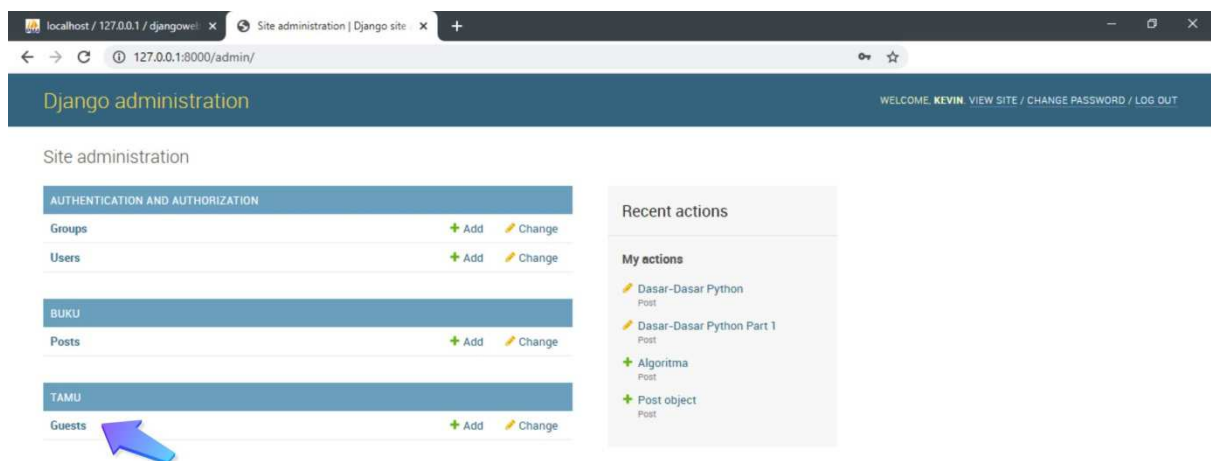 localhost / 127.0.0.1 / djangowe
Site administration | Django site
127.0.0.1:8000/admin/
Django administration
WELCOME, KEVIN. VIEW SITE / CHANGE PASSWORD / LOG OUT
Site administration
AUTHENTICATION AND AUTHORIZATION
Groups + Add Change
Users + Add Change
BUKU
Posts + Add Change
TAMU
Guests + Add Change
Recent actions
My actions
Dasar-Dasar Python
Post
Dasar-Dasar Python Part 1
Post
+ Algoritma
Post
+ Post object
Post